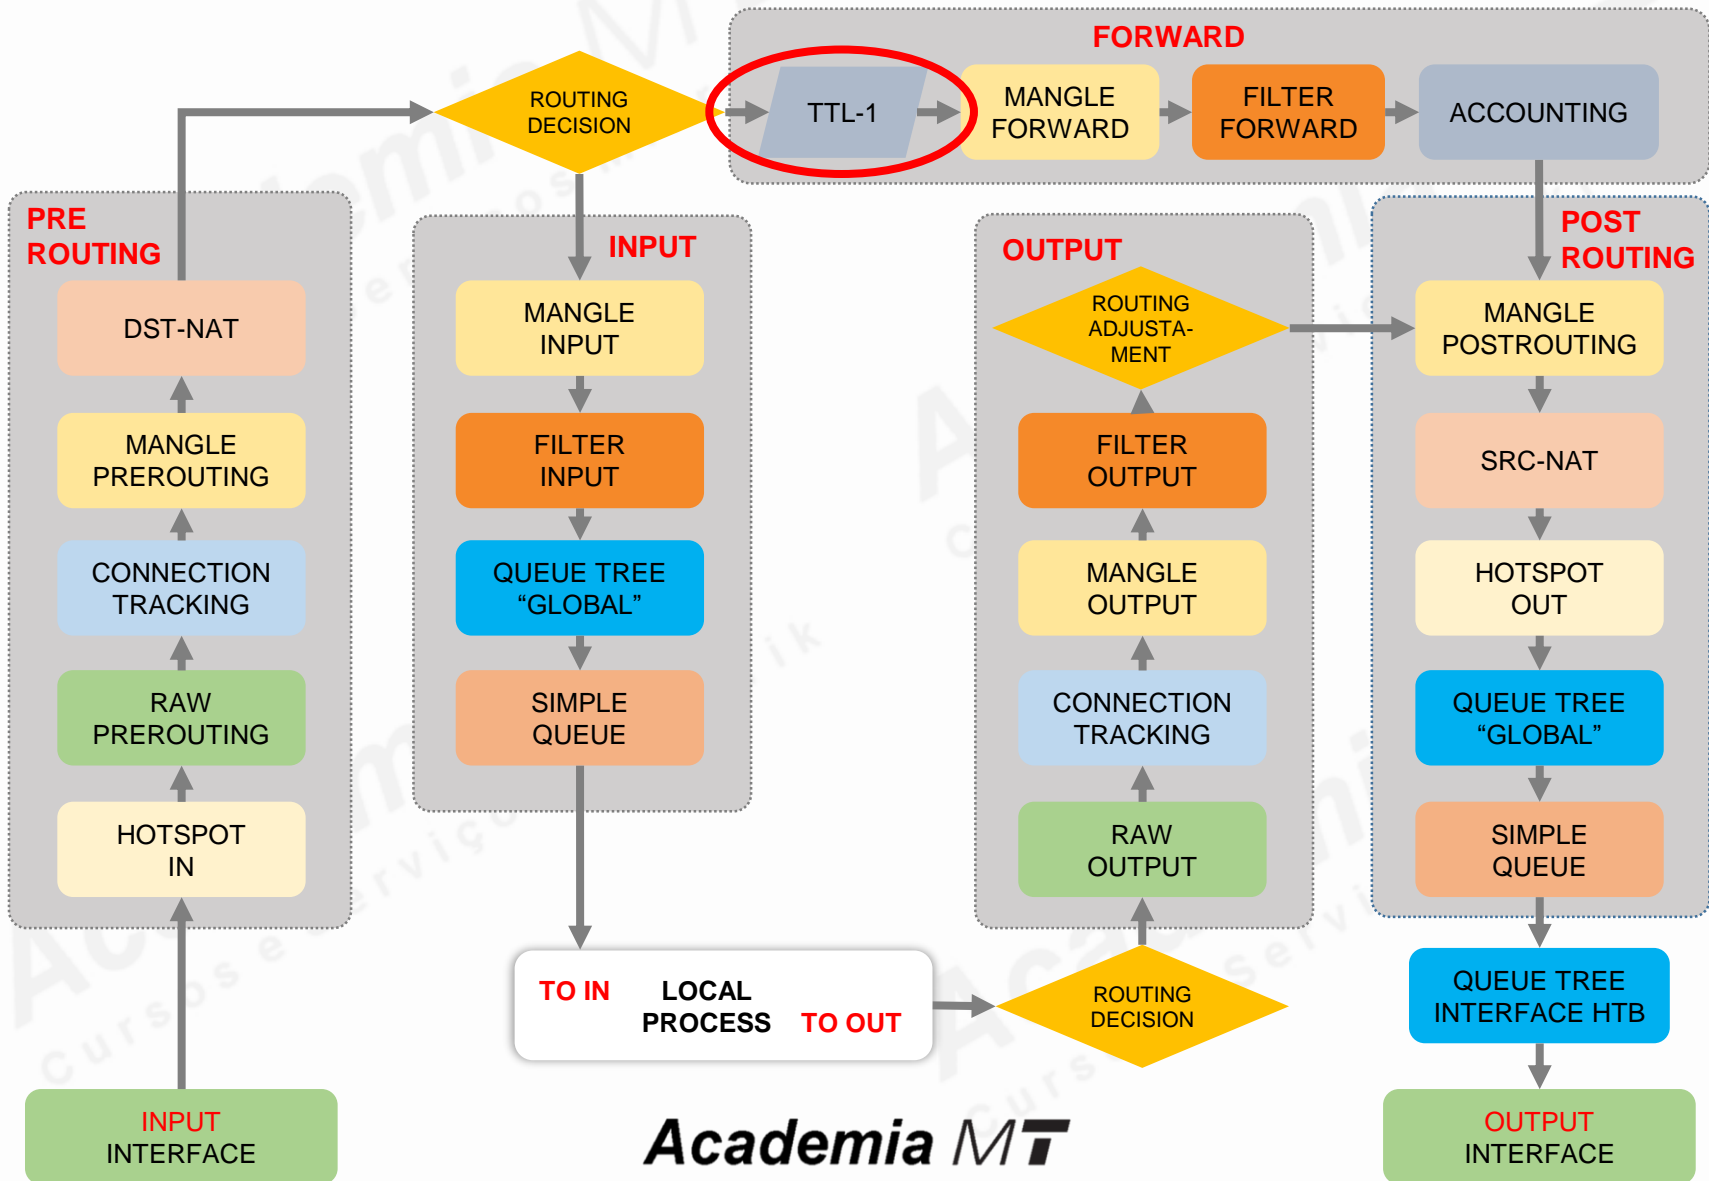 FORWARD
ROUTING
DECISION
TTL-1
MANGLE
FORWARD
FILTER
FORWARD
ACCOUNTING
PRE
ROUTING
DST-NAT
MANGLE
PREROUTING
CONNECTION
TRACKING
RAW
PREROUTING
HOTSPOT
IN
INPUT
INTERFACE
INPUT
MANGLE
INPUT
FILTER
INPUT
QUEUE TREE
“GLOBAL”
SIMPLE
QUEUE
TO IN
LOCAL
PROCESS
TO OUT
ROUTING
DECISION
OUTPUT
ROUTING
ADJUSTA-
MENT
FILTER
OUTPUT
MANGLE
OUTPUT
CONNECTION
TRACKING
RAW
OUTPUT
POST
ROUTING
MANGLE
POSTROUTING
SRC-NAT
HOTSPOT
OUT
QUEUE TREE
“GLOBAL”
SIMPLE
QUEUE
QUEUE TREE
INTERFACE HTB
OUTPUT
INTERFACE
Academia MT